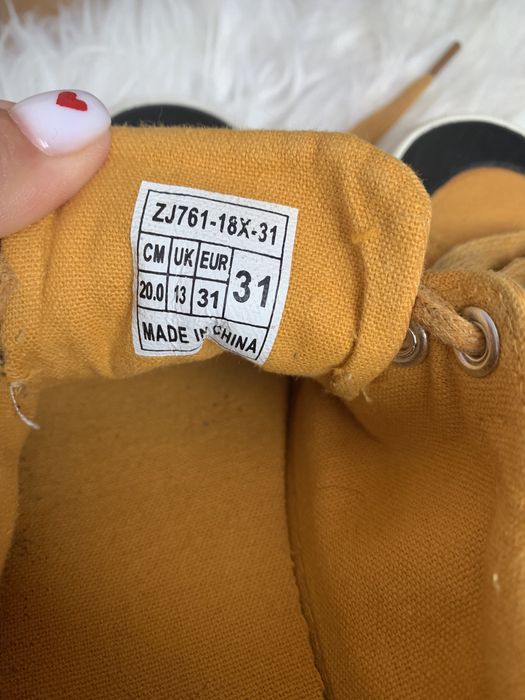 ZJ761-18X-31
CM UK EUR 31
20.0 13 31
MADE IN CHINA